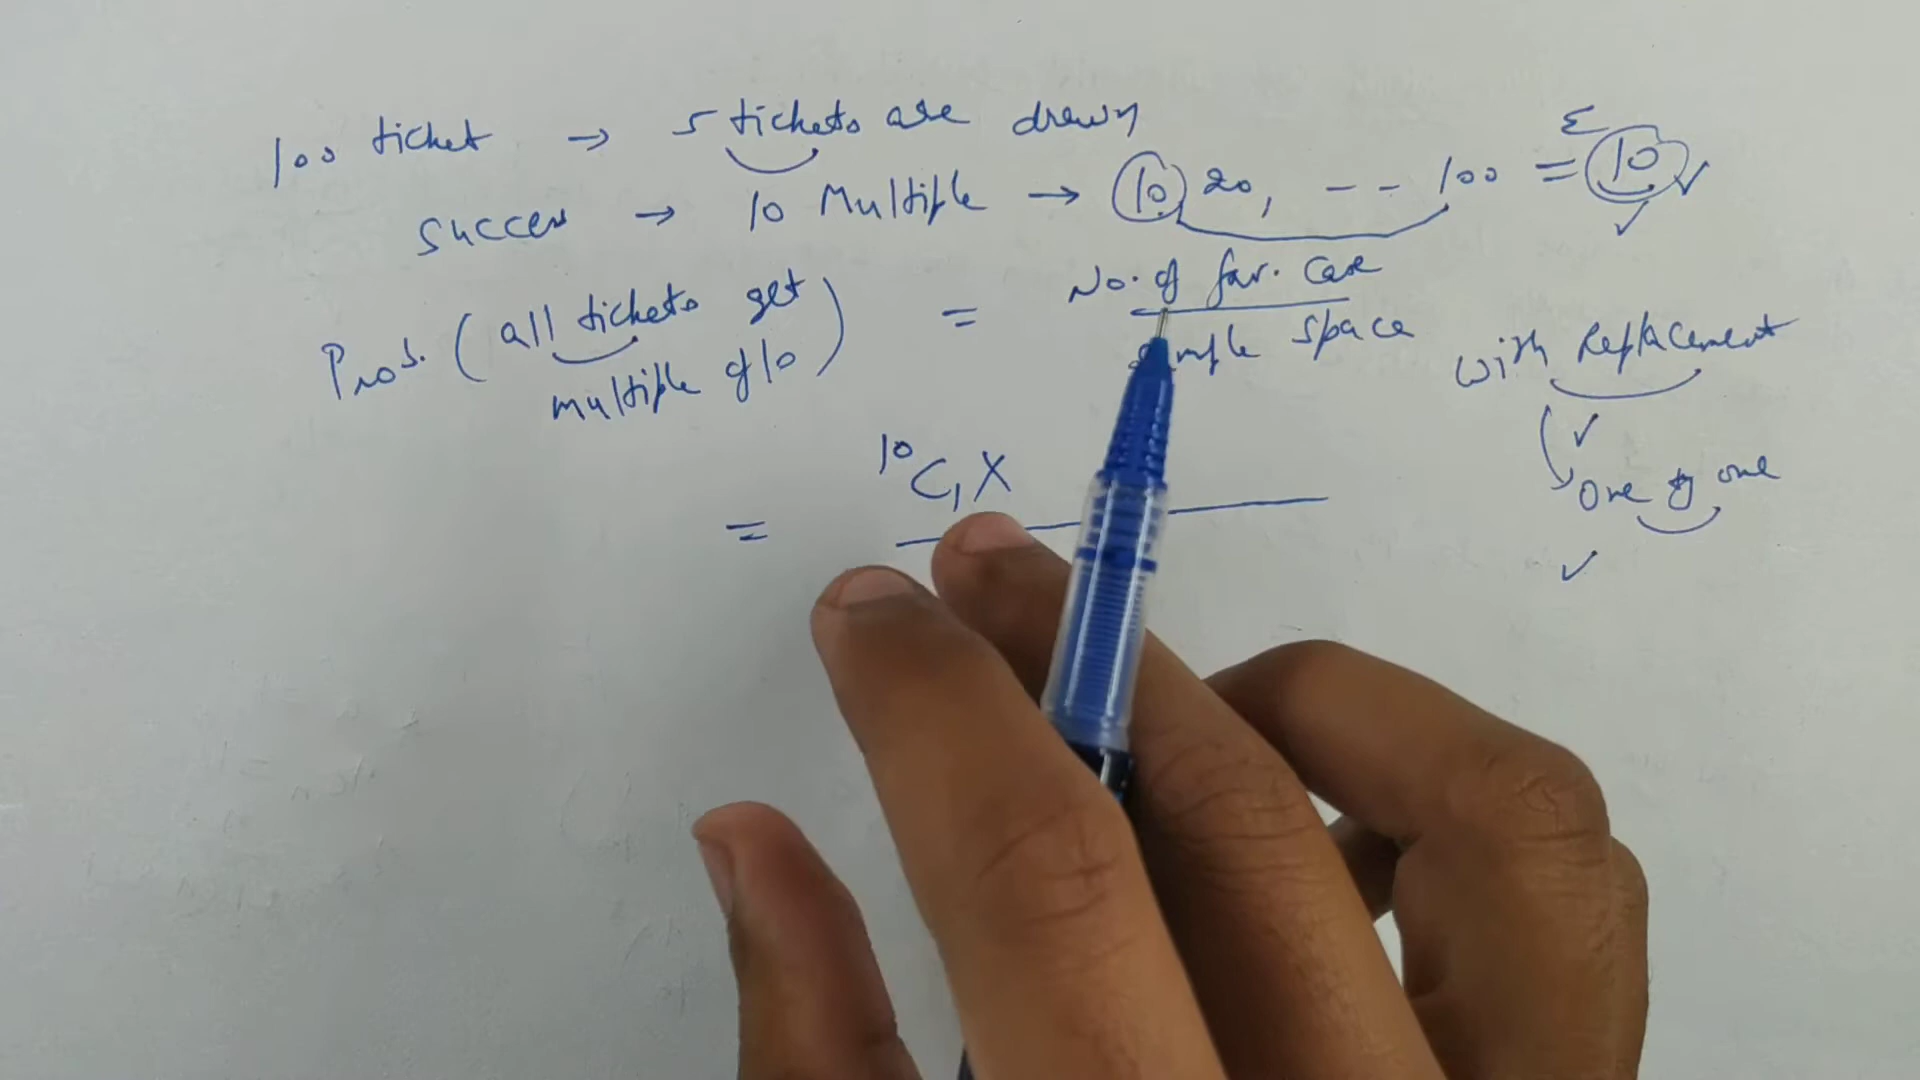 100 ticket → 5 tickets are drawn
success → 10 Multiple → 10 20, - - 100 = 10 ✓
Prob. (all tickets get multiple of 10) = No. of fav. case
sample space
With Replacement
✓
One by one
✓
= ¹⁰C₁ X